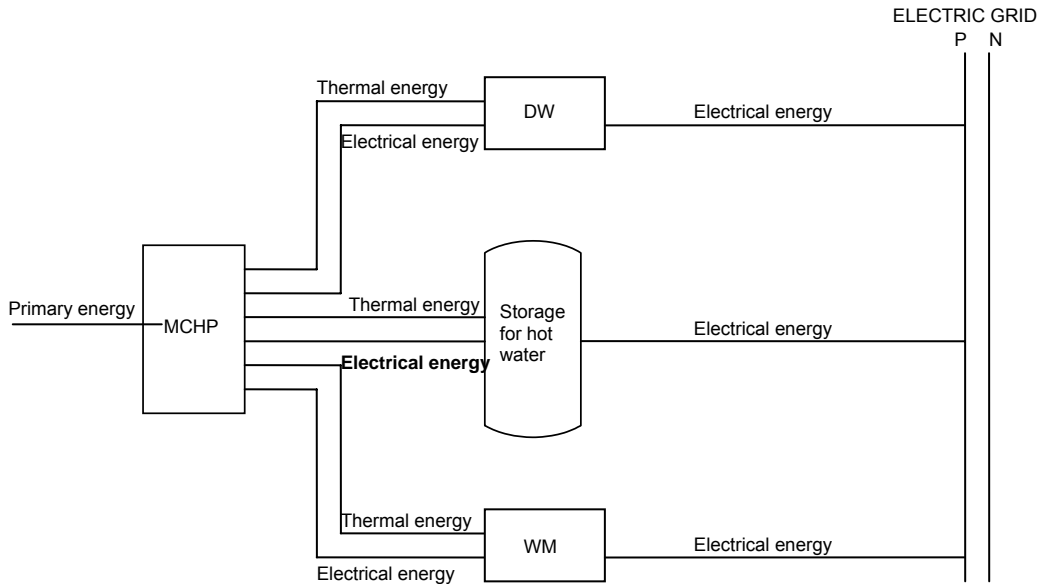 ELECTRIC GRID
P N
Thermal energy
DW
Electrical energy
Electrical energy
Primary energy
MCHP
Thermal energy
Storage
for hot
water
Electrical energy
Electrical energy
Thermal energy
WM
Electrical energy
Electrical energy